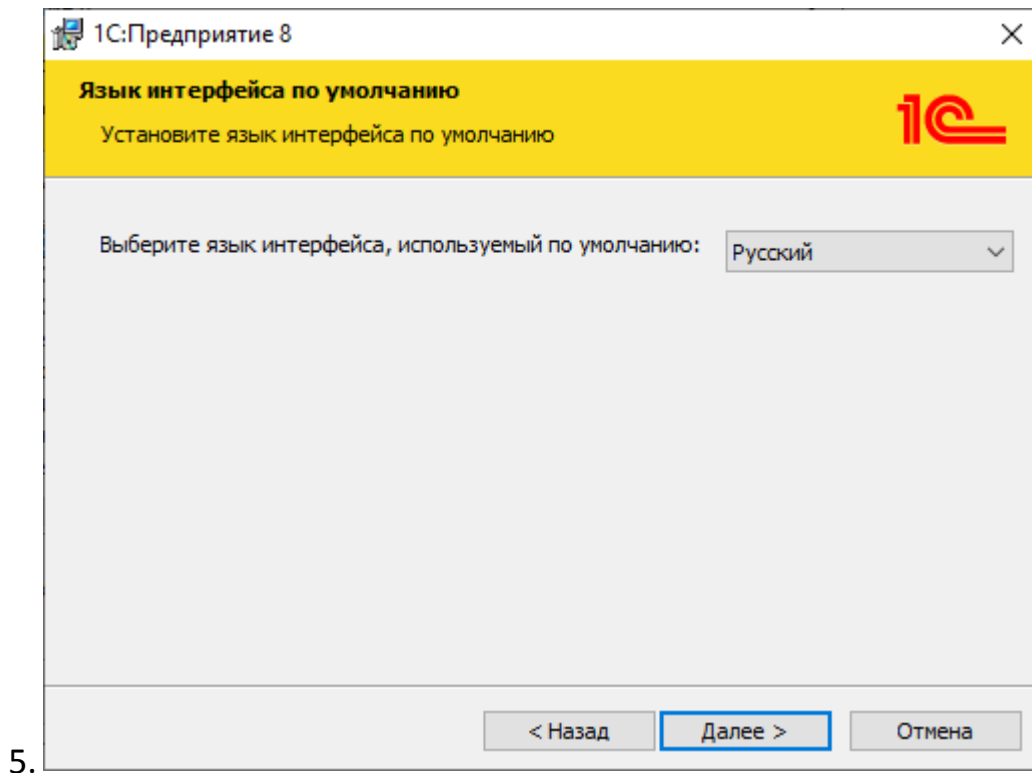 1С:Предприятие 8
Язык интерфейса по умолчанию
Установите язык интерфейса по умолчанию
1С
Выберите язык интерфейса, используемый по умолчанию: Русский
< Назад Далее > Отмена
5.